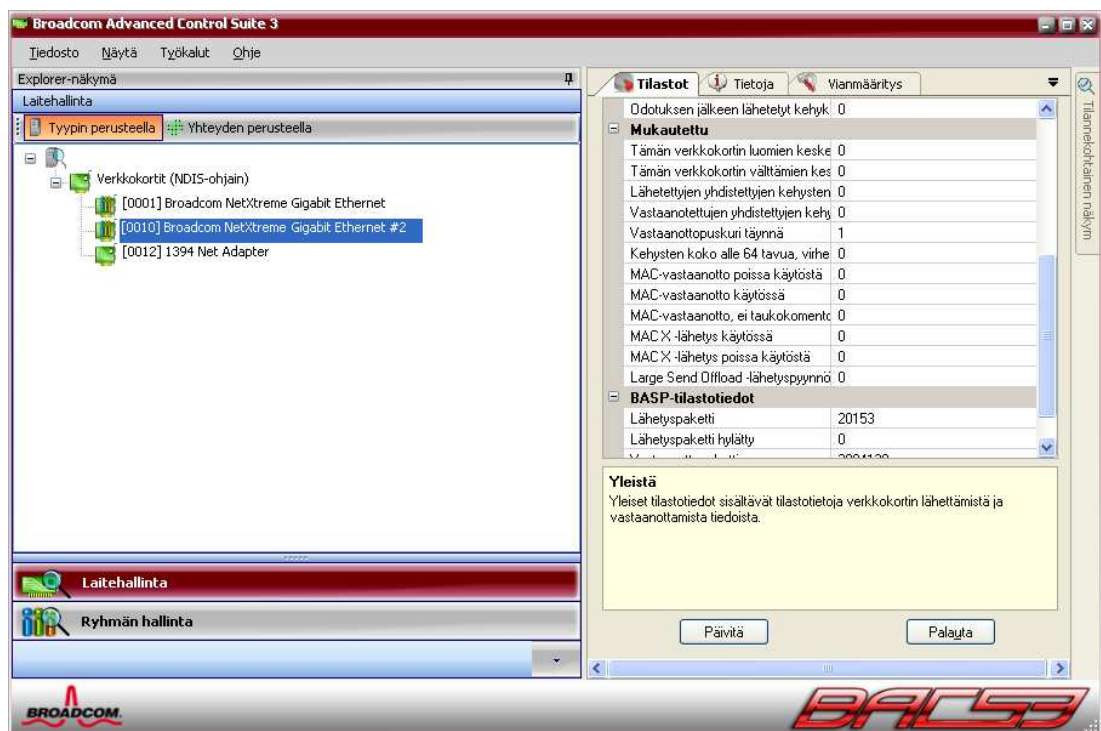 Broadcom Advanced Control Suite 3
Tiedosto Näytä Työkalut Ohje
Explorer-näkymä
Laitehallinta
Tyypin perusteella Yhteyden perusteella
Verkkokortit (NDIS-ohjain)
[0001] Broadcom NetXtreme Gigabit Ethernet
[0010] Broadcom NetXtreme Gigabit Ethernet #2
[0012] 1394 Net Adapter
Laitehallinta
Ryhmän hallinta
Tilastot Tietoja Vianmääritys
Odotuksen jälkeen lähetetyt kehyk 0
Mukautettu
Tämän verkkokortin luomien keske 0
Tämän verkkokortin välttämien kes 0
Lähetettyjen yhdistettyjen kehysten 0
Vastaanotettujen yhdistettyjen kehy 0
Vastaanottopuskuri täynnä 1
Kehysten koko alle 64 tavua, virhe 0
MAC-vastaanotto poissa käytöstä 0
MAC-vastaanotto käytössä 0
MAC-vastaanotto, ei taukokomento 0
MAC X -lähetys käytössä 0
MAC X -lähetys poissa käytöstä 0
Large Send Offload -lähetyspyynnö 0
BASP-tilastotiedot
Lähetyspaketti 20153
Lähetyspaketti hylätty 0
Yleistä
Yleiset tilastotiedot sisältävät tilastotietoja verkkokortin lähettämistä ja
vastaanottamista tiedoista.
Päivitä Palauta
Tilannekohtainen näkym
BROADCOM.
BACS3